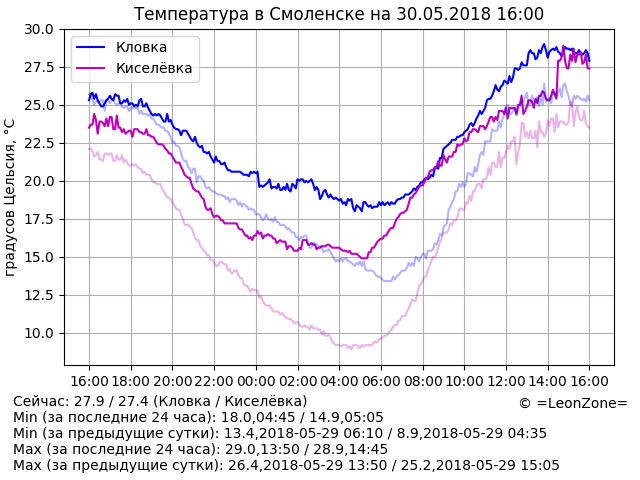 Температура в Смоленске на 30.05.2018 16:00
Кловка
Киселёвка
градусов Цельсия, °C
30.0
27.5
25.0
22.5
20.0
17.5
15.0
12.5
10.0
16:00 18:00 20:00 22:00 00:00 02:00 04:00 06:00 08:00 10:00 12:00 14:00 16:00
Сейчас: 27.9 / 27.4 (Кловка / Киселёвка)
© =LeonZone=
Min (за последние 24 часа): 18.0,04:45 / 14.9,05:05
Min (за предыдущие сутки): 13.4,2018-05-29 06:10 / 8.9,2018-05-29 04:35
Max (за последние 24 часа): 29.0,13:50 / 28.9,14:45
Max (за предыдущие сутки): 26.4,2018-05-29 13:50 / 25.2,2018-05-29 15:05